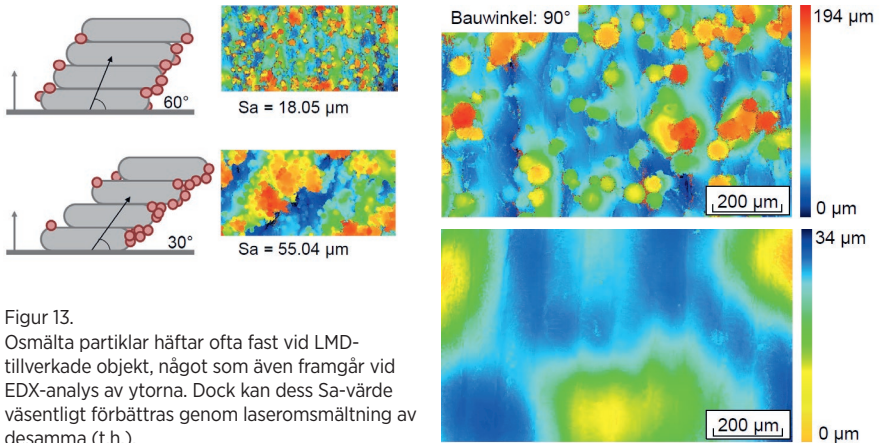 60°
Sa = 18.05 µm
30°
Sa = 55.04 µm
Figur 13.
Osmälta partiklar häftar ofta fast vid LMD-
tillverkade objekt, något som även framgår vid
EDX-analys av ytorna. Dock kan dess Sa-värde
väsentligt förbättras genom laseromsmältning av
desamma (t.h.)
Bauwinkel: 90°
194 µm
200 µm
0 µm
34 µm
200 µm
0 µm